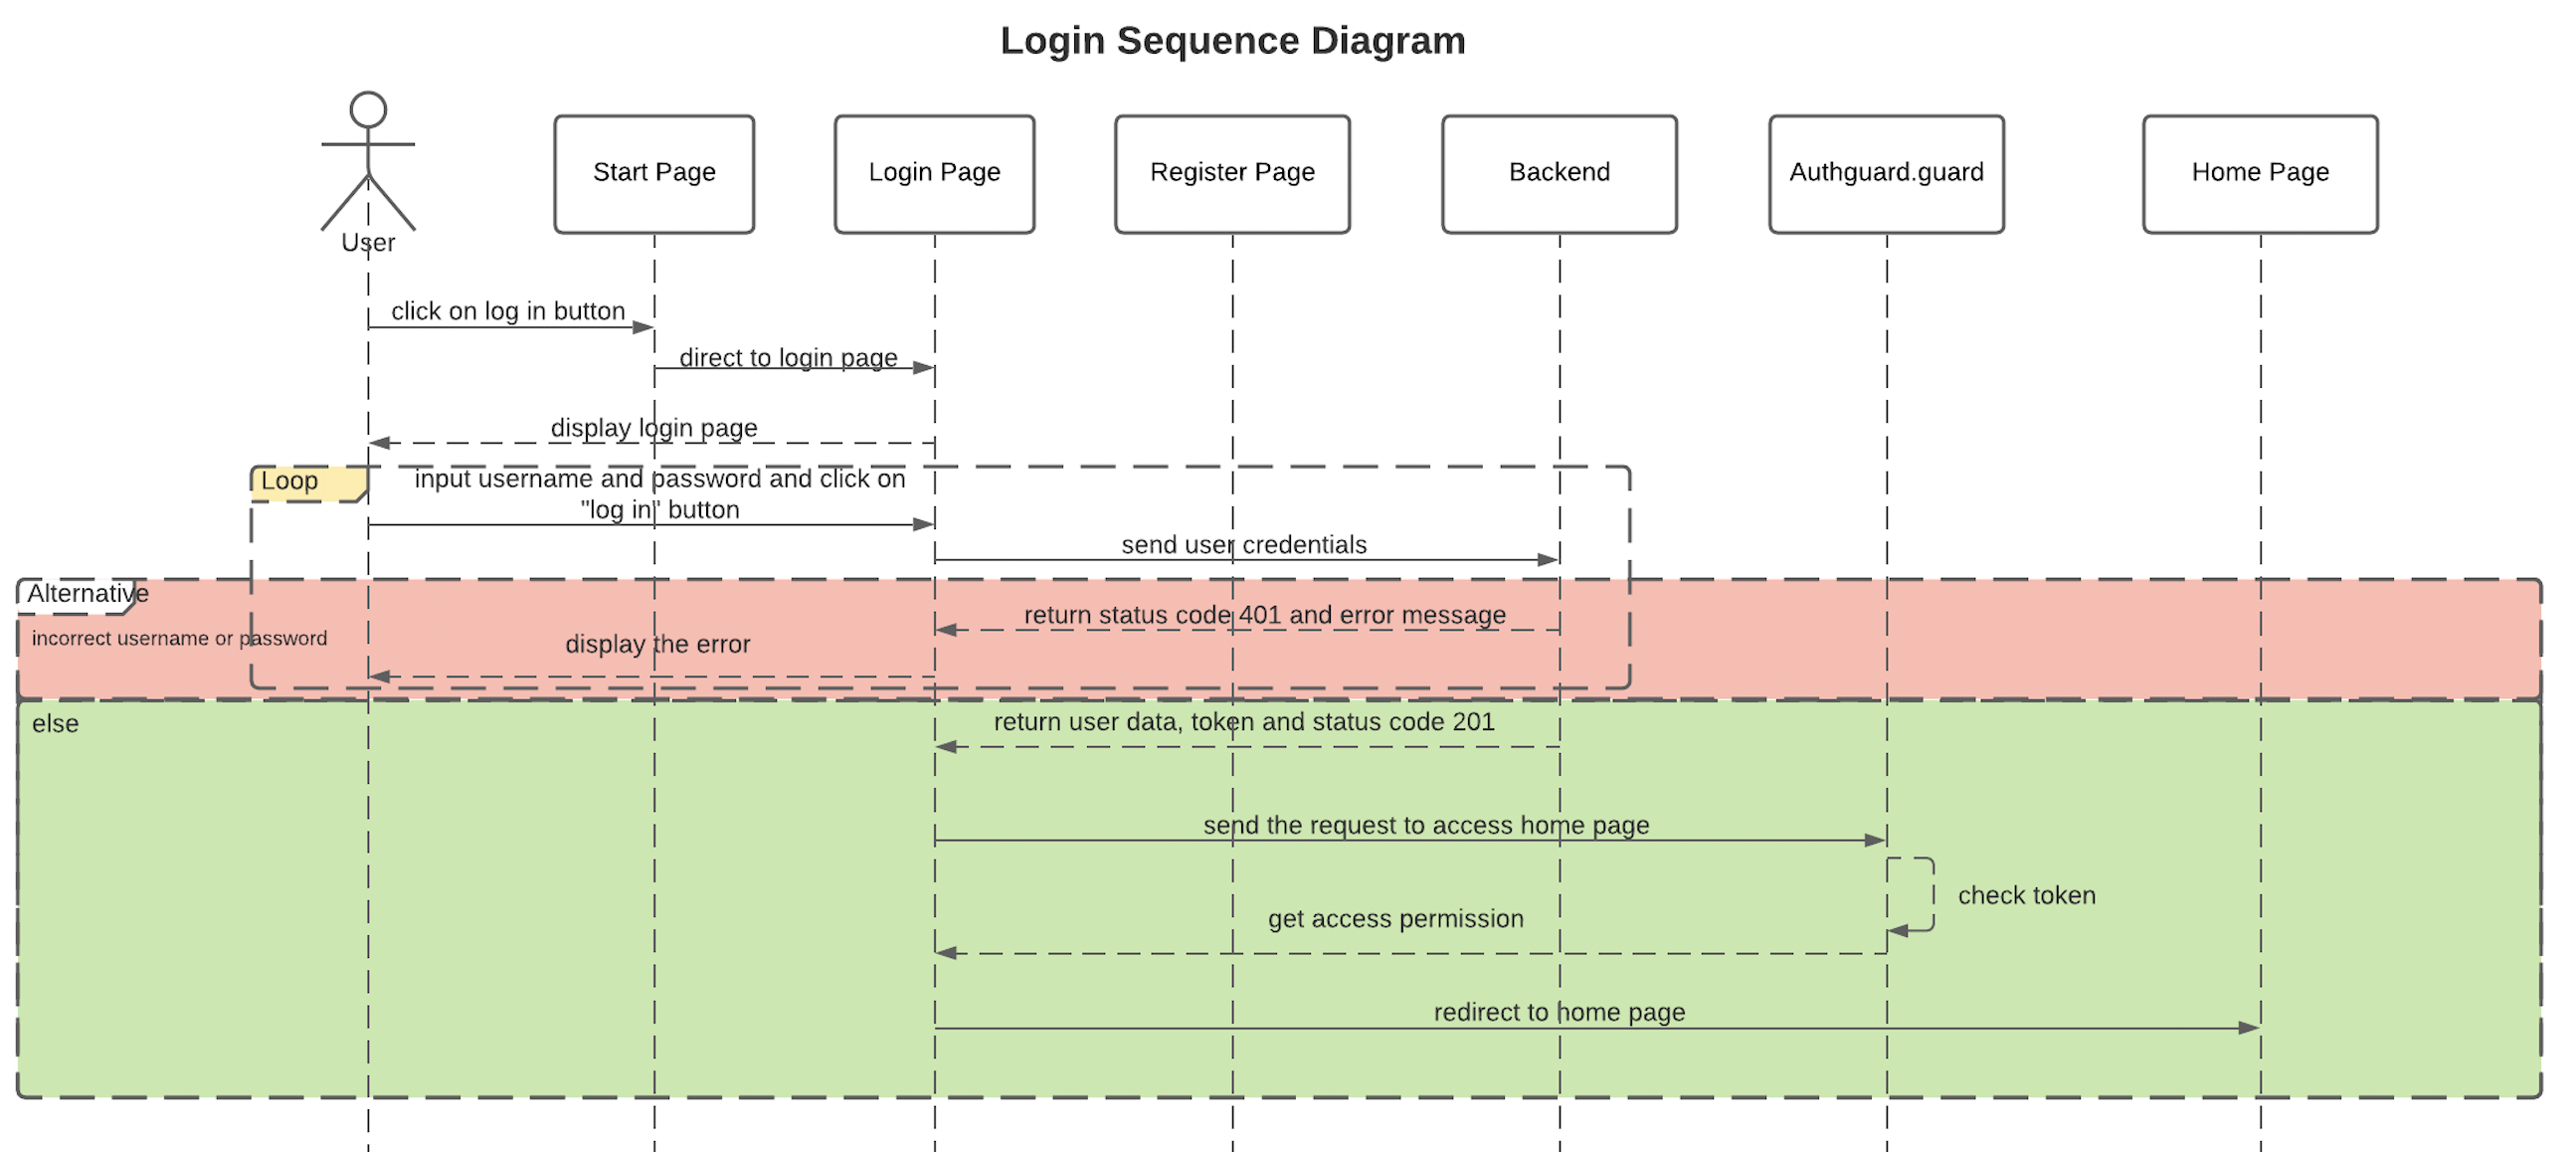 Login Sequence Diagram
User
Start Page
Login Page
Register Page
Backend
Authguard.guard
Home Page
click on log in button
direct to login page
display login page
Loop
input username and password and click on
"log in" button
send user credentials
Alternative
return status code 401 and error message
incorrect username or password
display the error
else
return user data, token and status code 201
send the request to access home page
check token
get access permission
redirect to home page